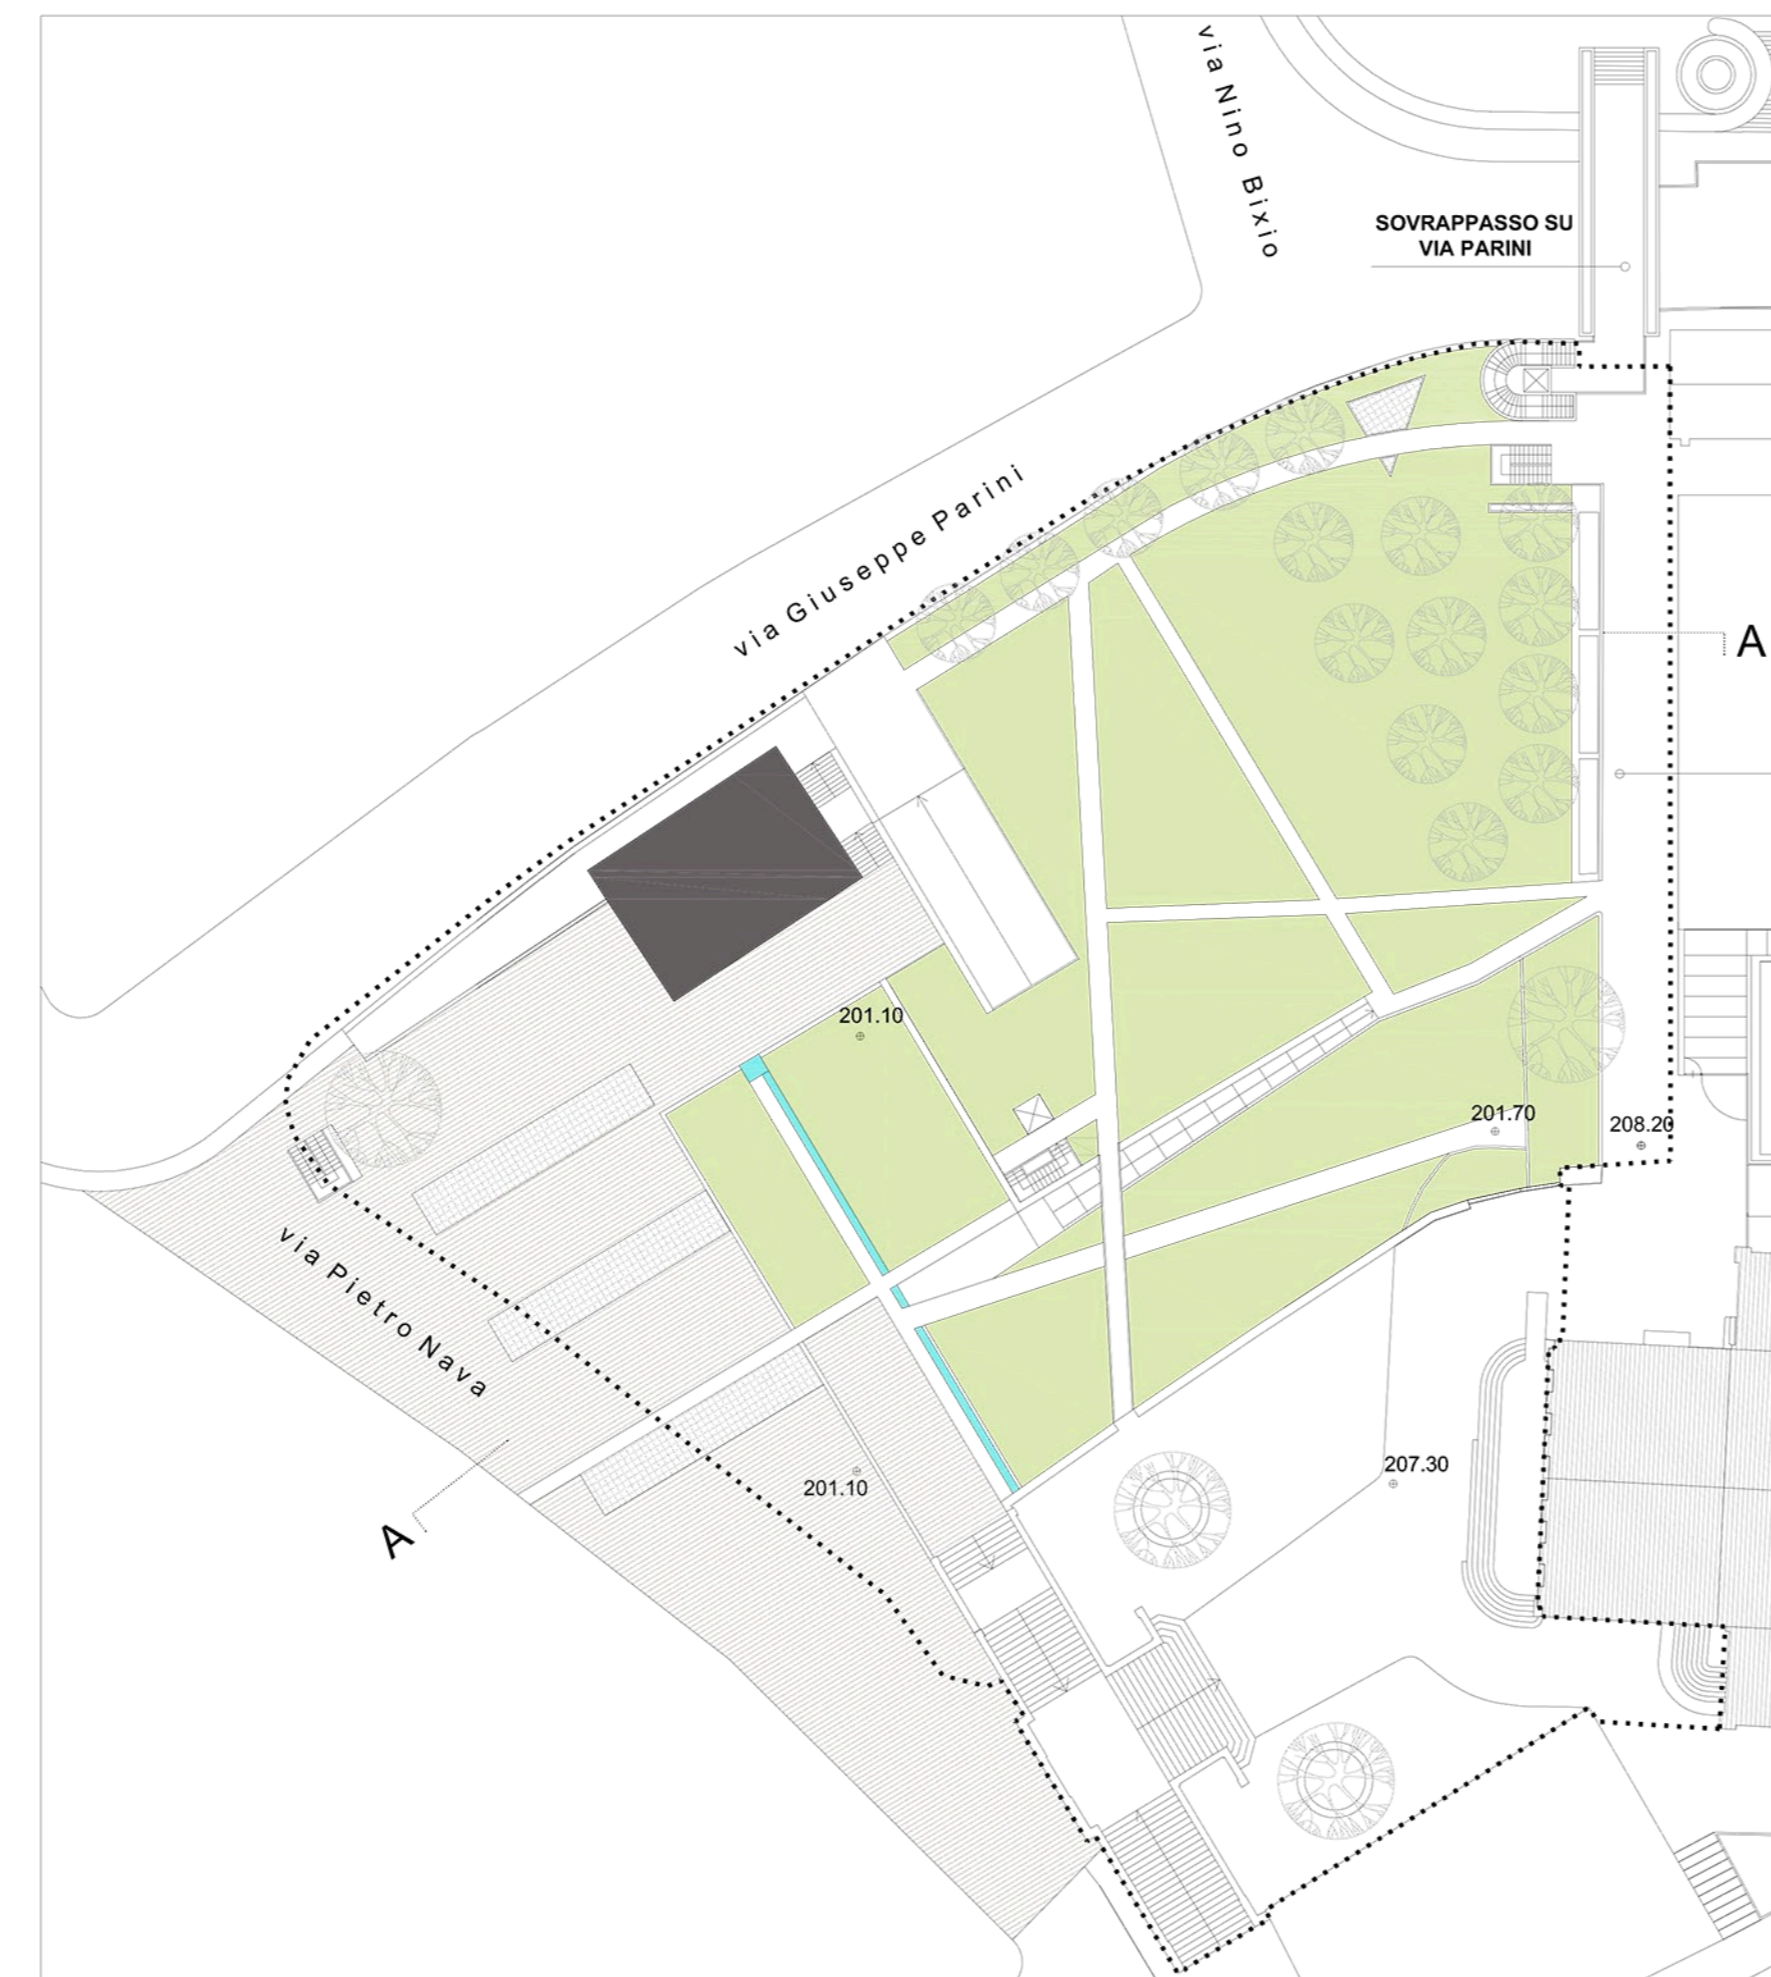 via Nino Bixio
SOVRAPPASSO SU
VIA PARINI
via Giuseppe Parini
A
201.10
201.70
208.20
via Pietro Nava
A
201.10
207.30